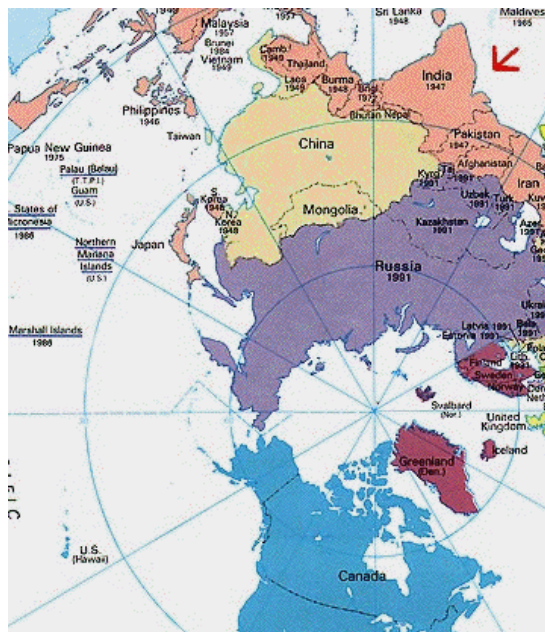 Malaysia
1957
Brunei
1984
Vietnam
1949
Camb.
1949
Thailand
Laos
1949
Burma
1948
Sri Lanka
1948
Maldives
1965
India
1947
Bhutan Nepal
Pakistan
1947
Afghanistan
Iran
Philippines
1946
Taiwan
China
Papua New Guinea
1975
Palau (Belau)
(T.T.P.I.)
Guam
(U.S.)
States of
Micronesia
1986
Northern
Mariana
Islands
(U.S.)
Marshall Islands
1986
Japan
S.
Korea
1948
N.
Korea
1948
Mongolia
Kyrg
1991
Taj
Uzbek
1991
Turk
1991
Kazakhstan
1991
Russia
1991
Latvia 1991
Estonia 1991
Finland
Sweden
Norway
Svalbard
(Nor.)
United
Kingdom
Iceland
Greenland
(Den.)
U.S.
(Hawaii)
Canada